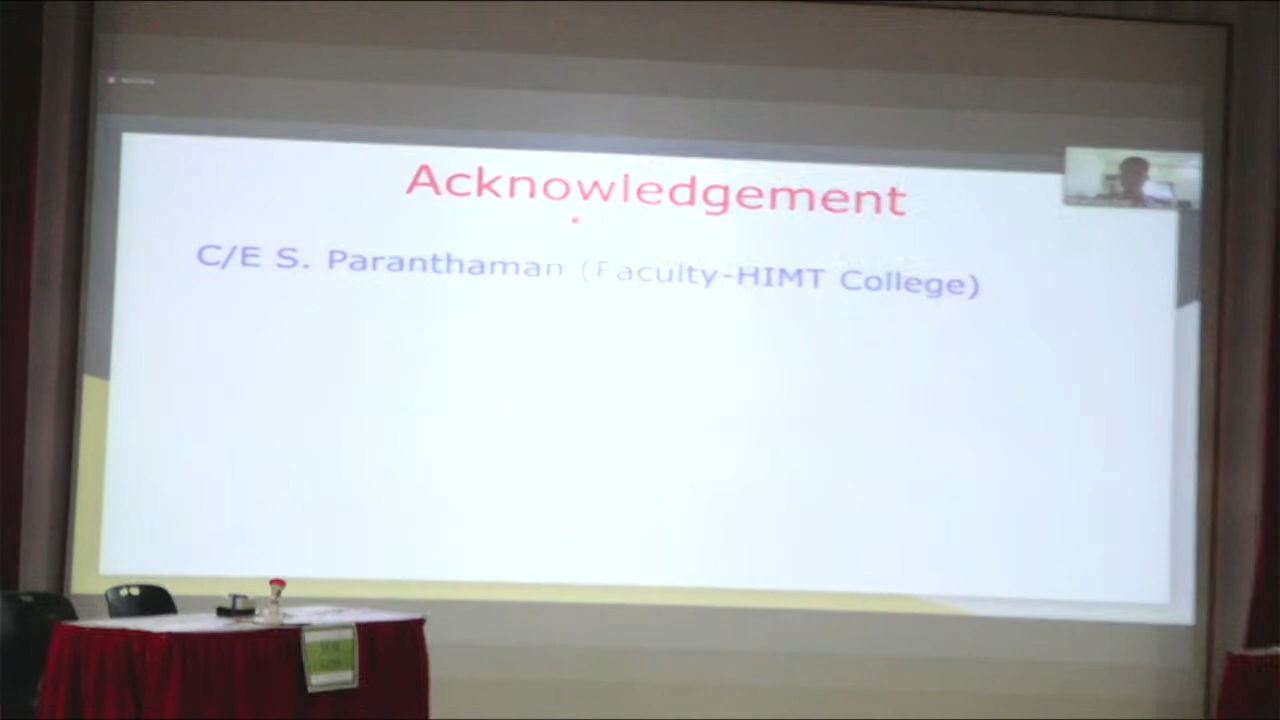 Acknowledgement
C/E S. Paranthaman (Faculty-HIMT College)